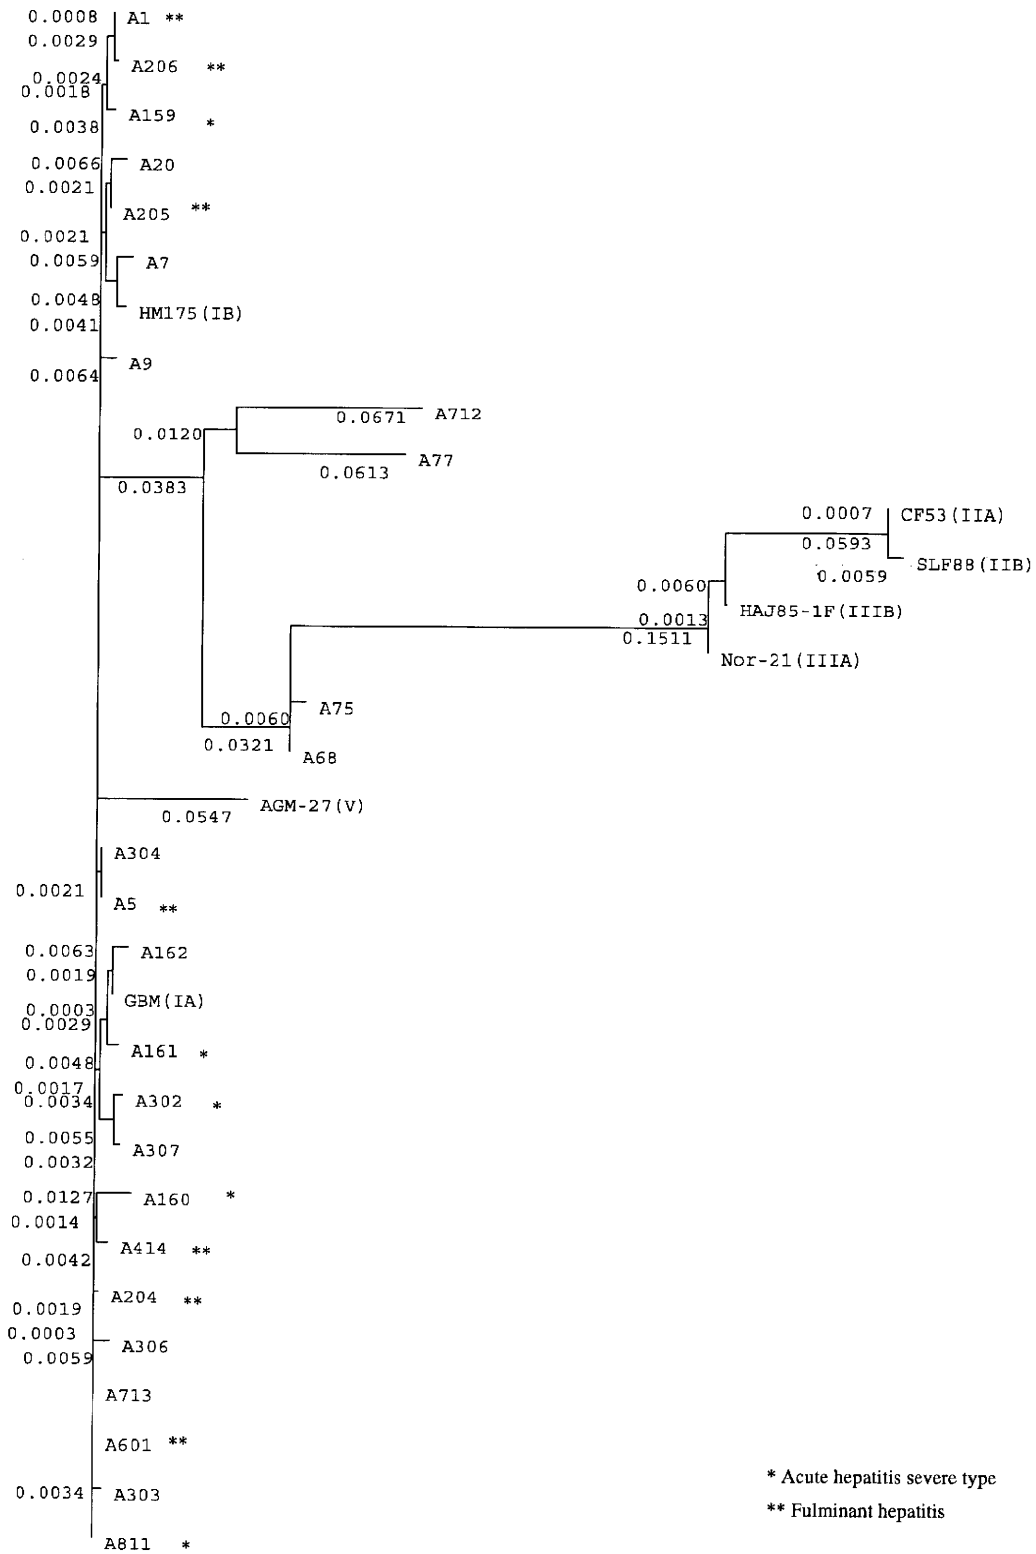 0.0008 A1 **
0.0029
A206 **
0.0024
0.0018
A159 *
0.0038
0.0066 A20
0.0021
A205 **
0.0021
0.0059 A7
0.0048
HM175(IB)
0.0041
A9
0.0064
0.0671 A712
0.0120
A77
0.0613
0.0383
0.0007 CF53(IIA)
0.0593
SLF88(IIB)
0.0059
0.0060
HAJ85-1F(IIIB)
0.0013
0.1511
Nor-21(IIIA)
A75
0.0060
0.0321
A68
AGM-27(V)
0.0547
A304
0.0021
A5 **
0.0063 A162
0.0019
GBM(IA)
0.0003
0.0029
A161 *
0.0048
0.0017
0.0034 A302 *
0.0055
A307
0.0032
0.0127 A160 *
0.0014
A414 **
0.0042
A204 **
0.0019
0.0003
A306
0.0059
A713
A601 **
0.0034 A303
A811 *
* Acute hepatitis severe type
** Fulminant hepatitis